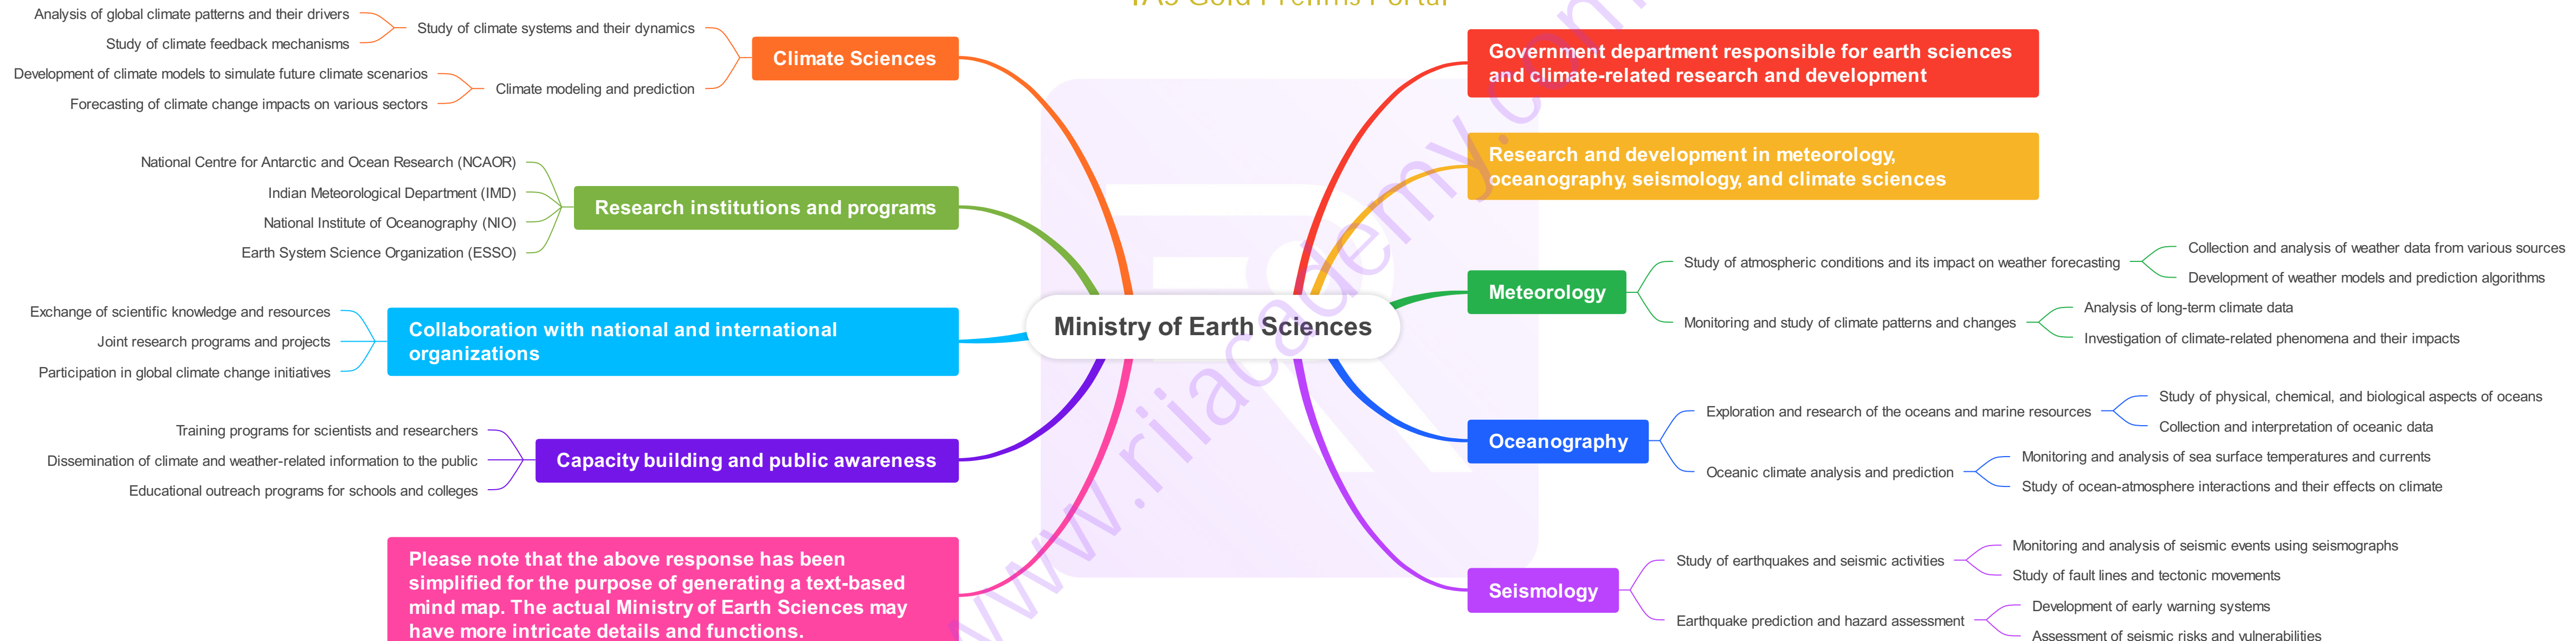 IAS Gold Prelims Portal
Analysis of global climate patterns and their drivers
Study of climate feedback mechanisms
Study of climate systems and their dynamics
Development of climate models to simulate future climate scenarios
Forecasting of climate change impacts on various sectors
Climate modeling and prediction
Climate Sciences
National Centre for Antarctic and Ocean Research (NCAOR)
Indian Meteorological Department (IMD)
National Institute of Oceanography (NIO)
Earth System Science Organization (ESSO)
Research institutions and programs
Exchange of scientific knowledge and resources
Joint research programs and projects
Participation in global climate change initiatives
Collaboration with national and international
organizations
Training programs for scientists and researchers
Dissemination of climate and weather-related information to the public
Educational outreach programs for schools and colleges
Capacity building and public awareness
Please note that the above response has been
simplified for the purpose of generating a text-based
mind map. The actual Ministry of Earth Sciences may
have more intricate details and functions.
Ministry of Earth Sciences
Government department responsible for earth sciences
and climate-related research and development
Research and development in meteorology,
oceanography, seismology, and climate sciences
Meteorology
Study of atmospheric conditions and its impact on weather forecasting
Collection and analysis of weather data from various sources
Development of weather models and prediction algorithms
Monitoring and study of climate patterns and changes
Analysis of long-term climate data
Investigation of climate-related phenomena and their impacts
Oceanography
Exploration and research of the oceans and marine resources
Study of physical, chemical, and biological aspects of oceans
Collection and interpretation of oceanic data
Oceanic climate analysis and prediction
Monitoring and analysis of sea surface temperatures and currents
Study of ocean-atmosphere interactions and their effects on climate
Seismology
Study of earthquakes and seismic activities
Monitoring and analysis of seismic events using seismographs
Study of fault lines and tectonic movements
Earthquake prediction and hazard assessment
Development of early warning systems
Assessment of seismic risks and vulnerabilities